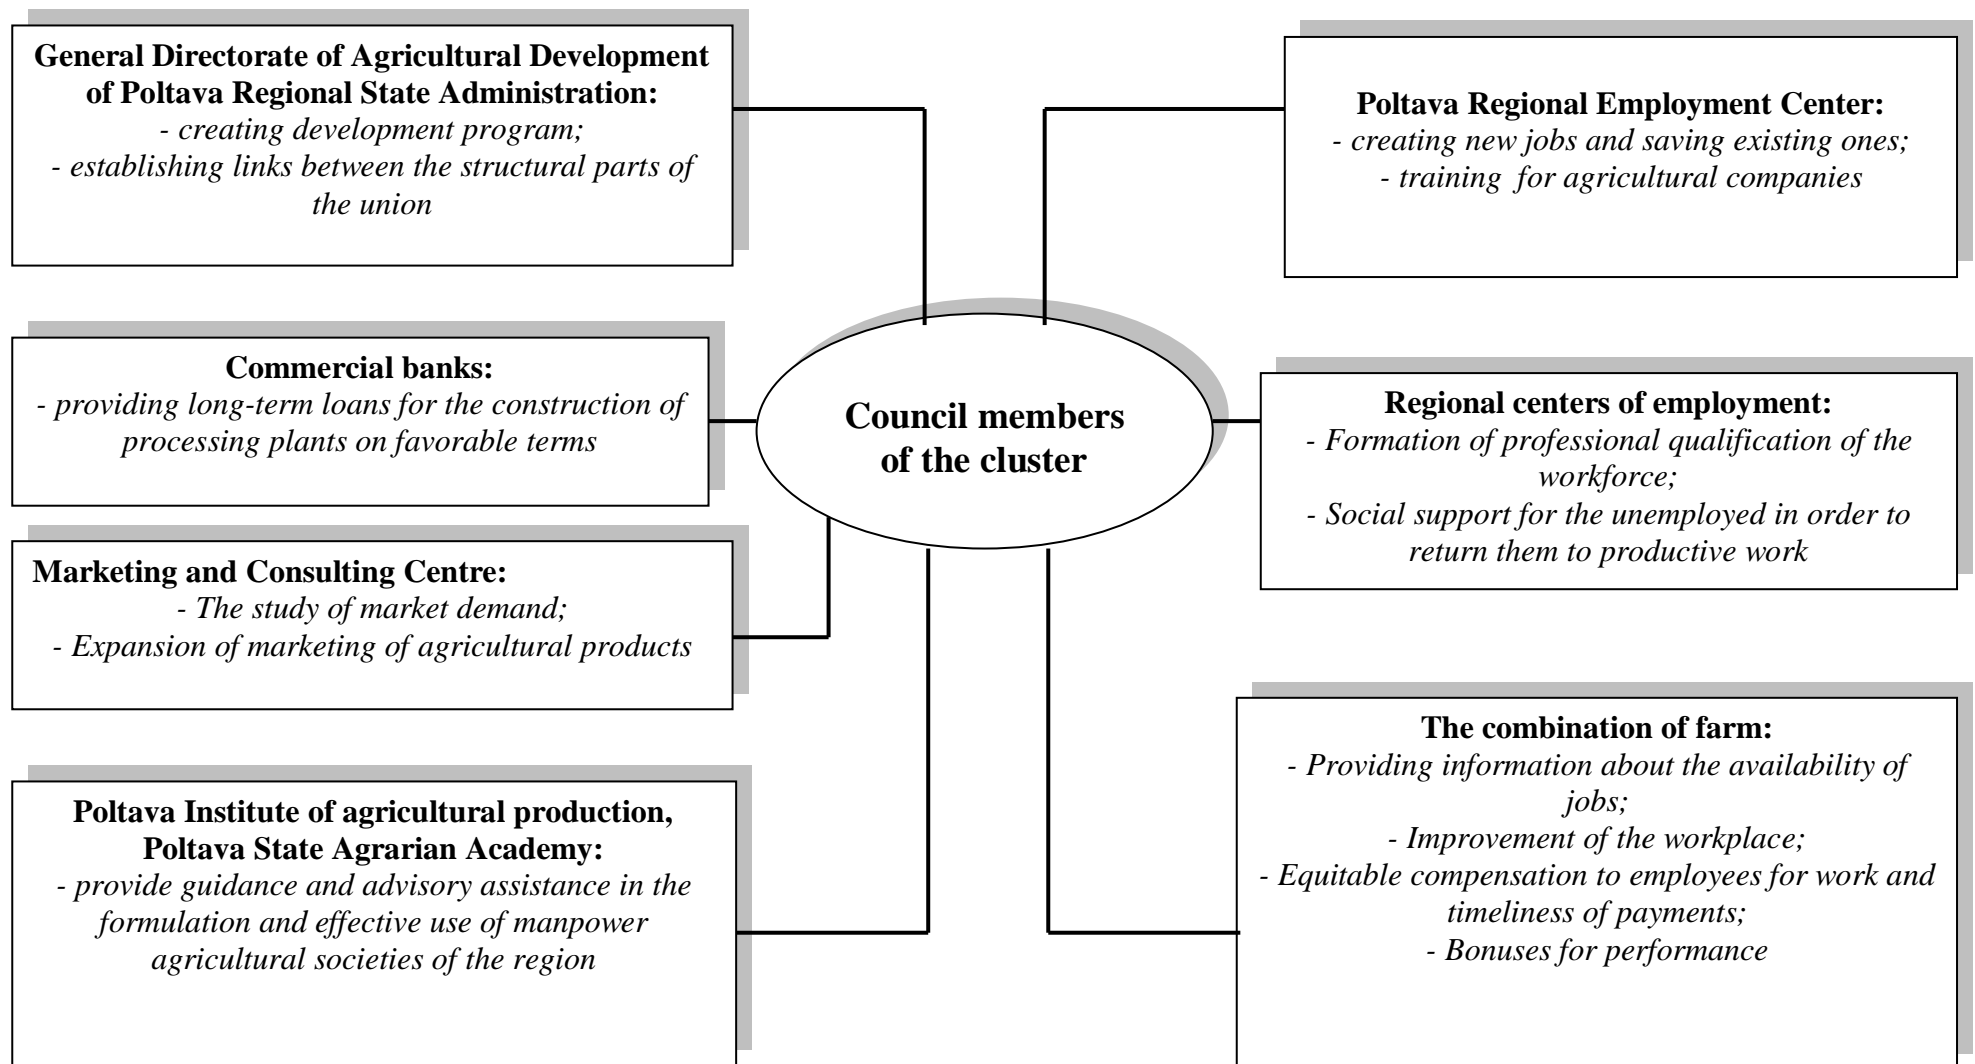 General Directorate of Agricultural Development
of Poltava Regional State Administration:
- creating development program;
- establishing links between the structural parts of
the union
Poltava Regional Employment Center:
- creating new jobs and saving existing ones;
- training for agricultural companies
Commercial banks:
- providing long-term loans for the construction of
processing plants on favorable terms
Council members
of the cluster
Regional centers of employment:
- Formation of professional qualification of the
workforce;
- Social support for the unemployed in order to
return them to productive work
Marketing and Consulting Centre:
- The study of market demand;
- Expansion of marketing of agricultural products
Poltava Institute of agricultural production,
Poltava State Agrarian Academy:
- provide guidance and advisory assistance in the
formulation and effective use of manpower
agricultural societies of the region
The combination of farm:
- Providing information about the availability of
jobs;
- Improvement of the workplace;
- Equitable compensation to employees for work and
timeliness of payments;
- Bonuses for performance